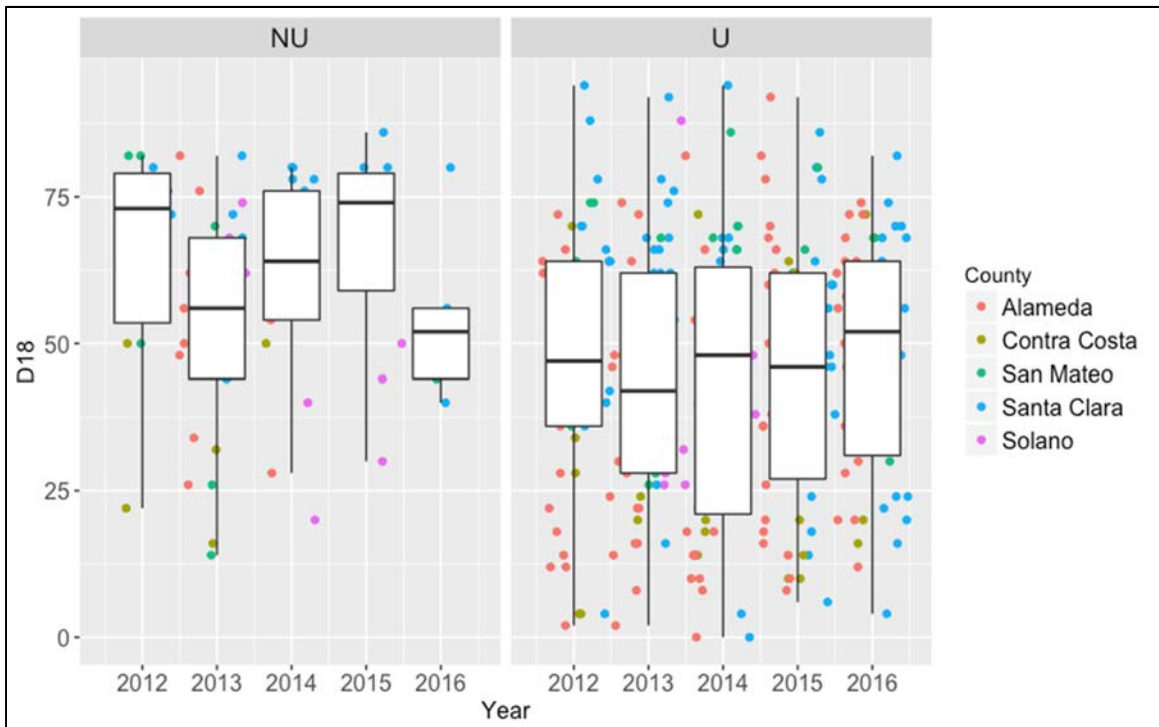 NU U
75
50
25
0
D18
2012 2013 2014 2015 2016 2012 2013 2014 2015 2016
Year
County
Alameda
Contra Costa
San Mateo
Santa Clara
Solano